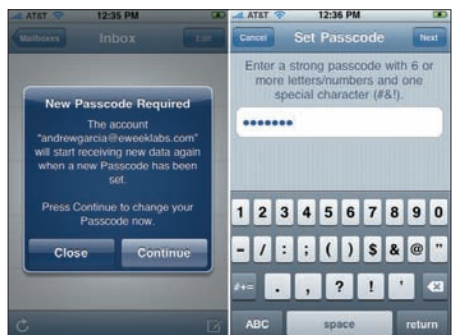 AT&T 12:35 PM
Mailboxes Inbox Edit
New Passcode Required
The account
"andrewgarcia@eweeklabs.com"
will start receiving new data again
when a new Passcode has been
set.
Press Continue to change your
Passcode now.
Close Continue
AT&T 12:36 PM
Cancel Set Passcode Next
Enter a strong passcode with 6 or
more letters/numbers and one
special character (#&!).
•••••••
1 2 3 4 5 6 7 8 9 0
- / : ; ( ) $ & @ "
#+= . , ? ! '
ABC space return